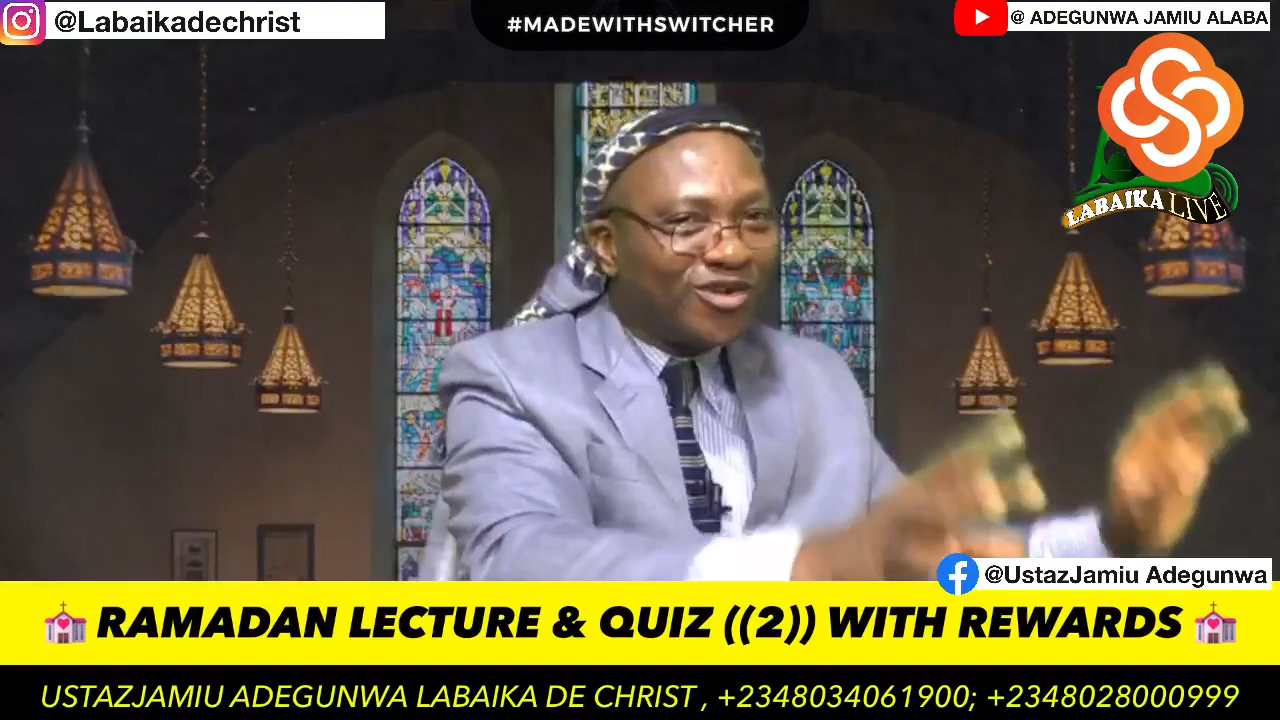 @Labaikadechrist
#MADEWITHSWITCHER
@ ADEGUNWA JAMIU ALABA
LABAIKA LIVE
@UstazJamiu Adegunwa
RAMADAN LECTURE & QUIZ ((2)) WITH REWARDS
USTAZJAMIU ADEGUNWA LABAIKA DE CHRIST , +2348034061900; +2348028000999